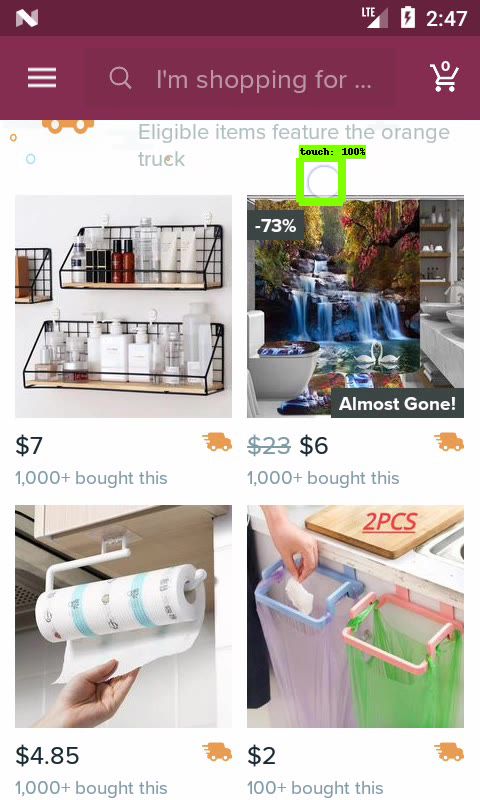 LTE 2:47
I'm shopping for ...
0
Eligible items feature the orange
truck
touch: 100%
-73%
Almost Gone!
$7
$23 $6
1,000+ bought this
1,000+ bought this
2PCS
$4.85
$2
1,000+ bought this
100+ bought this